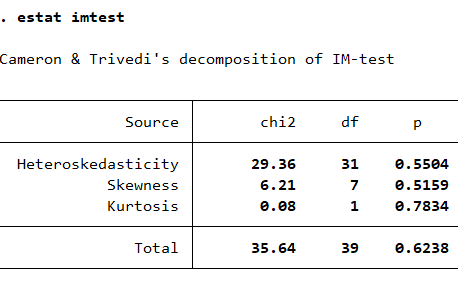 . estat imtest
Cameron & Trivedi's decomposition of IM-test
Source chi2 df p
Heteroskedasticity 29.36 31 0.5504
Skewness 6.21 7 0.5159
Kurtosis 0.08 1 0.7834
Total 35.64 39 0.6238